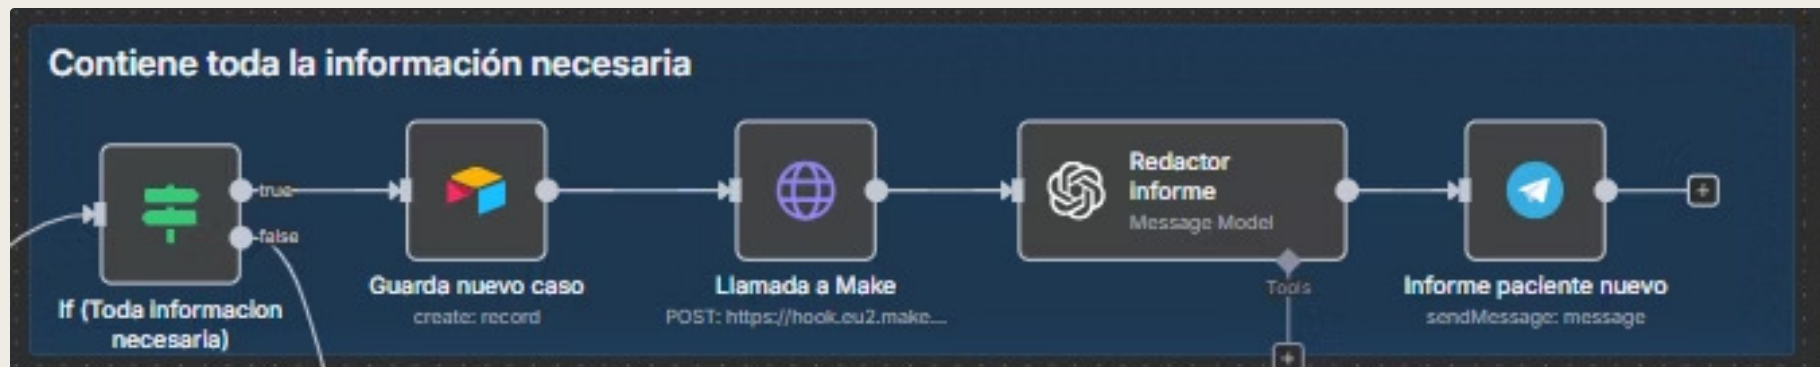 Contiene toda la información necesaria
true
false
If (Toda informacion
necesaria)
Guarda nuevo caso
create: record
Llamada a Make
POST: https://hook.eu2.make....
Redactor
Informe
Message Model
Tools
Informe paciente nuevo
sendMessage: message